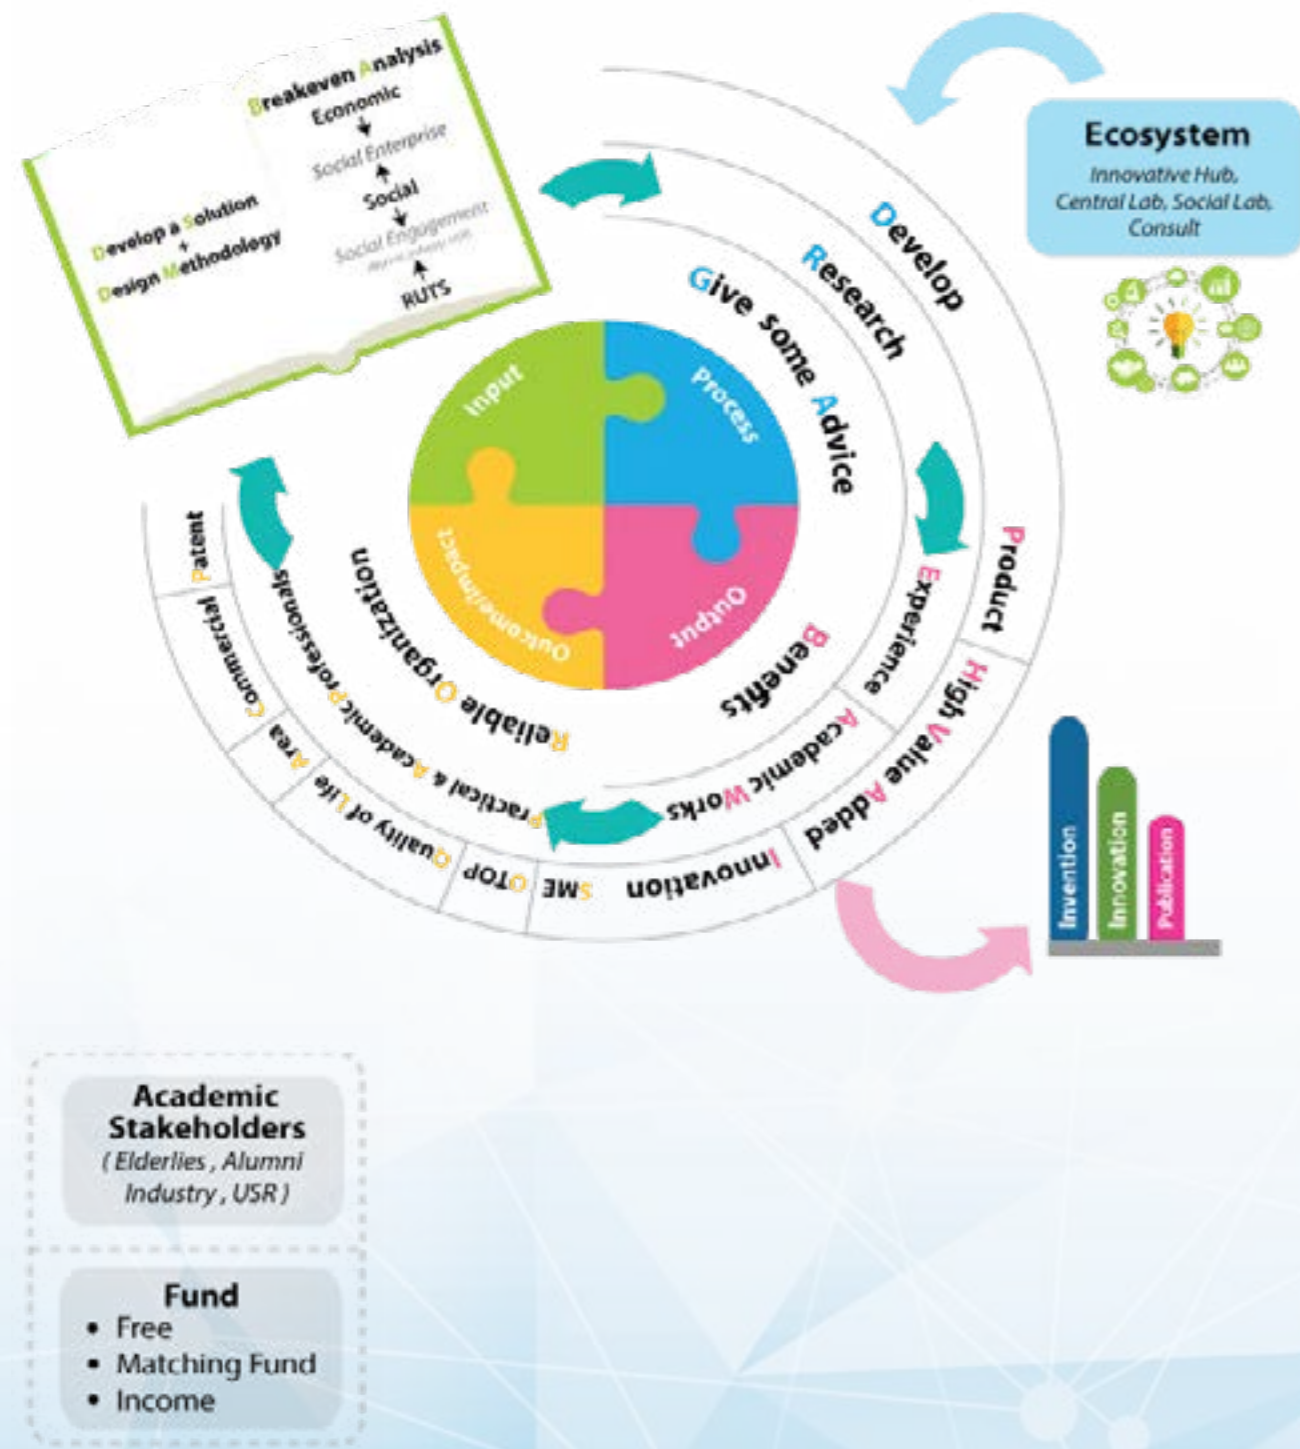 Breakeven Analysis
Economic
Social Enterprise
Social
Social Engagement
RUTS
Develop a Solution
+
Design Methodology
Ecosystem
Innovative Hub,
Central Lab, Social Lab,
Consult
Develop
Research
Give some Advice
Input
Process
Output
Outcome/Impact
Product
High Value Added
Innovation
Experience
Academic Works
Benefits
Reliable Organization
Practical & Academic Professionals
SME
OTOP
Quality of Life
Area
Commercial
Patent
Invention
Innovation
Publication
Academic
Stakeholders
( Elderlies , Alumni
Industry , USR )
Fund
• Free
• Matching Fund
• Income